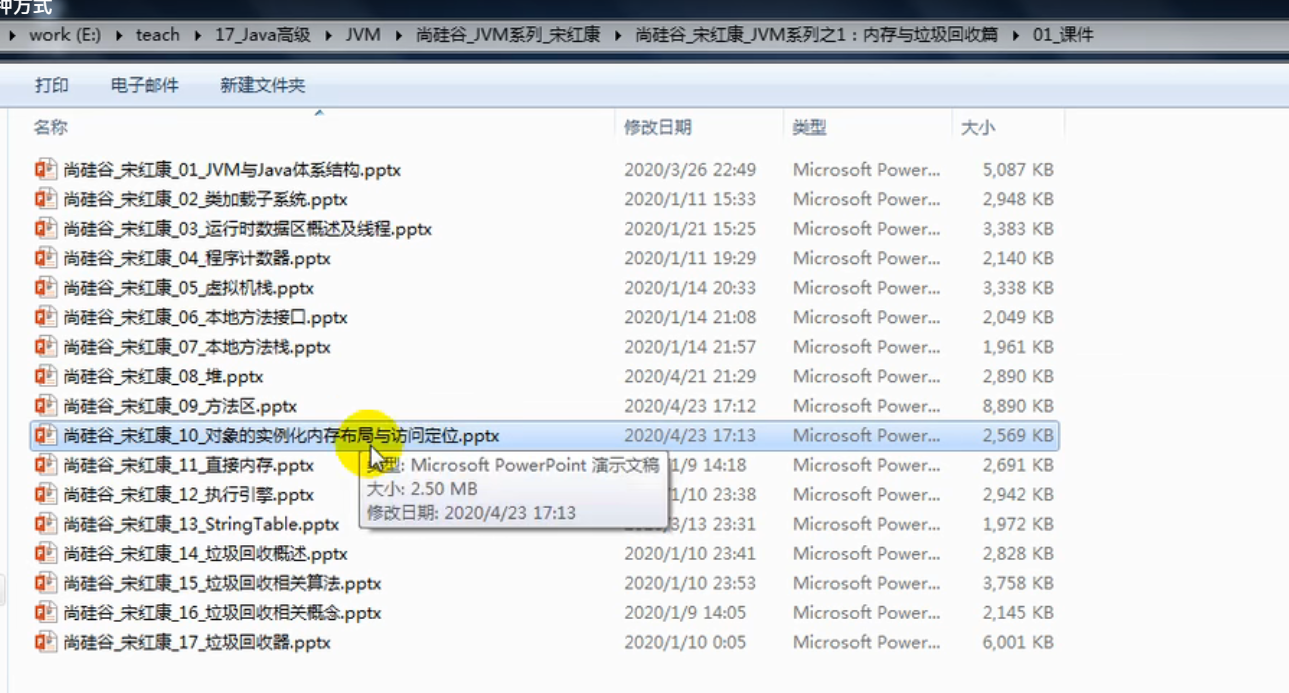 种方式
work (E:) teach 17_Java高级 JVM 尚硅谷_JVM系列_宋红康 尚硅谷_宋红康_JVM系列之1：内存与垃圾回收篇 01_课件
打印 电子邮件 新建文件夹
名称 修改日期 类型 大小
尚硅谷_宋红康_01_JVM与Java体系结构.pptx 2020/3/26 22:49 Microsoft Power... 5,087 KB
尚硅谷_宋红康_02_类加载子系统.pptx 2020/1/11 15:33 Microsoft Power... 2,948 KB
尚硅谷_宋红康_03_运行时数据区概述及线程.pptx 2020/1/21 15:25 Microsoft Power... 3,383 KB
尚硅谷_宋红康_04_程序计数器.pptx 2020/1/11 19:29 Microsoft Power... 2,140 KB
尚硅谷_宋红康_05_虚拟机栈.pptx 2020/1/14 20:33 Microsoft Power... 3,338 KB
尚硅谷_宋红康_06_本地方法接口.pptx 2020/1/14 21:08 Microsoft Power... 2,049 KB
尚硅谷_宋红康_07_本地方法栈.pptx 2020/1/14 21:57 Microsoft Power... 1,961 KB
尚硅谷_宋红康_08_堆.pptx 2020/4/21 21:29 Microsoft Power... 2,890 KB
尚硅谷_宋红康_09_方法区.pptx 2020/4/23 17:12 Microsoft Power... 8,890 KB
尚硅谷_宋红康_10_对象的实例化内存布局与访问定位.pptx 2020/4/23 17:13 Microsoft Power... 2,569 KB
尚硅谷_宋红康_11_直接内存.pptx 1/9 14:18 Microsoft Power... 2,691 KB
类型: Microsoft PowerPoint 演示文稿
尚硅谷_宋红康_12_执行引擎.pptx 1/10 23:38 Microsoft Power... 2,942 KB
大小: 2.50 MB
尚硅谷_宋红康_13_StringTable.pptx 3/13 23:31 Microsoft Power... 1,972 KB
修改日期: 2020/4/23 17:13
尚硅谷_宋红康_14_垃圾回收概述.pptx 2020/1/10 23:41 Microsoft Power... 2,828 KB
尚硅谷_宋红康_15_垃圾回收相关算法.pptx 2020/1/10 23:53 Microsoft Power... 3,758 KB
尚硅谷_宋红康_16_垃圾回收相关概念.pptx 2020/1/9 14:05 Microsoft Power... 2,145 KB
尚硅谷_宋红康_17_垃圾回收器.pptx 2020/1/10 0:05 Microsoft Power... 6,001 KB